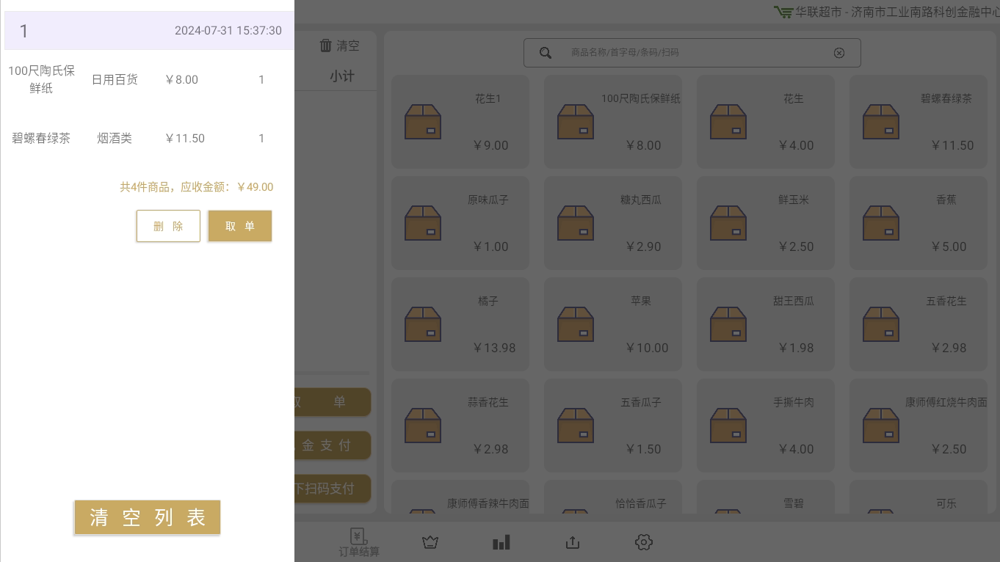 1
2024-07-31 15:37:30
100尺陶氏保
鲜纸
日用百货
￥8.00
1
碧螺春绿茶
烟酒类
￥11.50
1
共4件商品，应收金额：￥49.00
删 除
取 单
清空列表
华联超市 - 济南市工业南路科创金融中心
清空
小计
单
金支付
下扫码支付
商品名称/首字母/条码/扫码
花生1
￥9.00
100尺陶氏保鲜纸
￥8.00
花生
￥4.00
碧螺春绿茶
￥11.50
原味瓜子
￥1.00
糖丸西瓜
￥2.90
鲜玉米
￥2.50
香蕉
￥5.00
橘子
￥13.98
苹果
￥10.00
甜王西瓜
￥1.98
五香花生
￥2.98
蒜香花生
￥2.98
五香瓜子
￥1.50
手撕牛肉
￥4.00
康师傅红烧牛肉面
￥2.50
康师傅香辣牛肉面
恰恰香瓜子
雪碧
可乐
订单结算